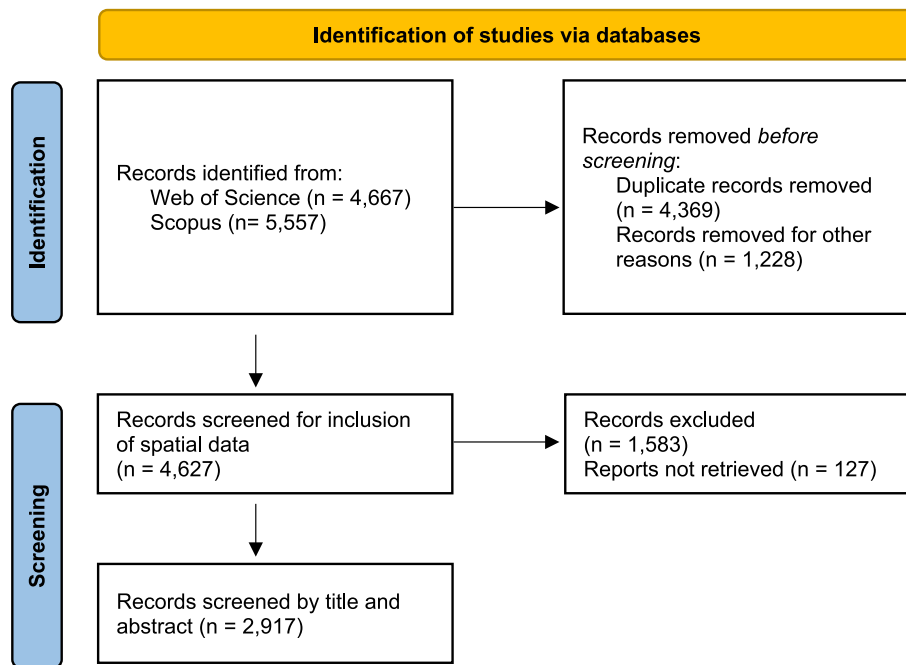 Identification of studies via databases
Identification
Records identified from:
Web of Science (n = 4,667)
Scopus (n= 5,557)
Records removed before
screening:
Duplicate records removed
(n = 4,369)
Records removed for other
reasons (n = 1,228)
Screening
Records screened for inclusion
of spatial data
(n = 4,627)
Records excluded
(n = 1,583)
Reports not retrieved (n = 127)
Records screened by title and
abstract (n = 2,917)